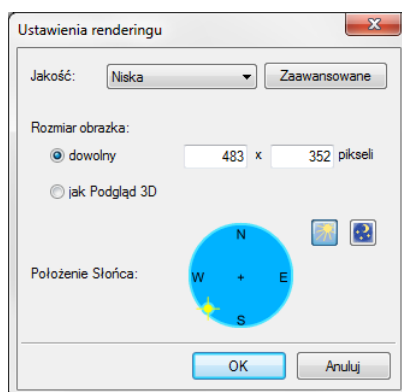 Ustawienia renderingu
Jakość: Niska Zaawansowane
Rozmiar obrazka:
dowolny 483 x 352 pikseli
jak Podgląd 3D
N
Położenie Słońca: W + E
S
OK Anuluj